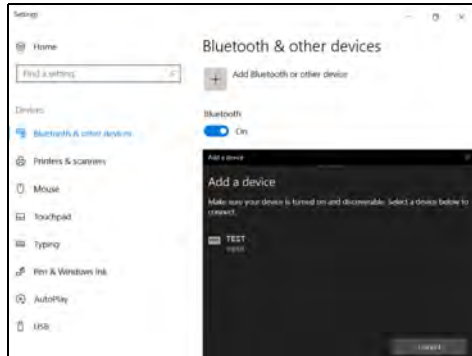 Settings
Home
Find a setting
Devices
Bluetooth & other devices
Printers & scanners
Mouse
Touchpad
Typing
Pen & Windows Ink
AutoPlay
USB
Bluetooth & other devices
Add Bluetooth or other device
Bluetooth
On
Add a device
Add a device
Make sure your device is turned on and discoverable. Select a device below to
connect.
TEST
Connect